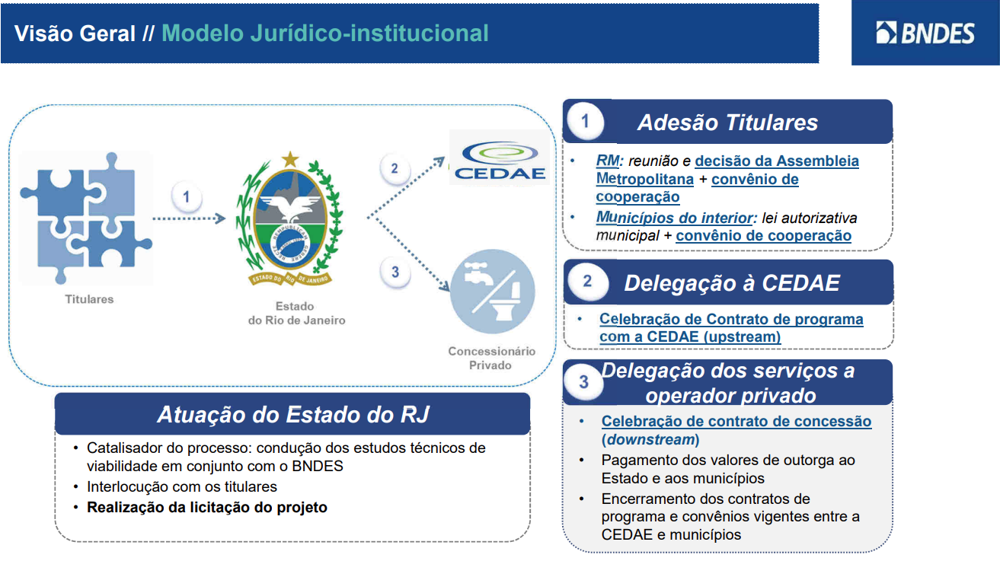 Visão Geral // Modelo Jurídico-institucional
BNDES
1
2
3
CEDAE
RECTE REMPUBLICAM GERERE
ESTADO DO RIO DE JANEIRO
Titulares
Estado
do Rio de Janeiro
Concessionário
Privado
Atuação do Estado do RJ
• Catalisador do processo: condução dos estudos técnicos de
viabilidade em conjunto com o BNDES
• Interlocução com os titulares
• Realização da licitação do projeto
1
Adesão Titulares
• RM: reunião e decisão da Assembleia
Metropolitana + convênio de
cooperação
• Municípios do interior: lei autorizativa
municipal + convênio de cooperação
2
Delegação à CEDAE
• Celebração de Contrato de programa
com a CEDAE (upstream)
3
Delegação dos serviços a
operador privado
• Celebração de contrato de concessão
(downstream)
• Pagamento dos valores de outorga ao
Estado e aos municípios
• Encerramento dos contratos de
programa e convênios vigentes entre a
CEDAE e municípios